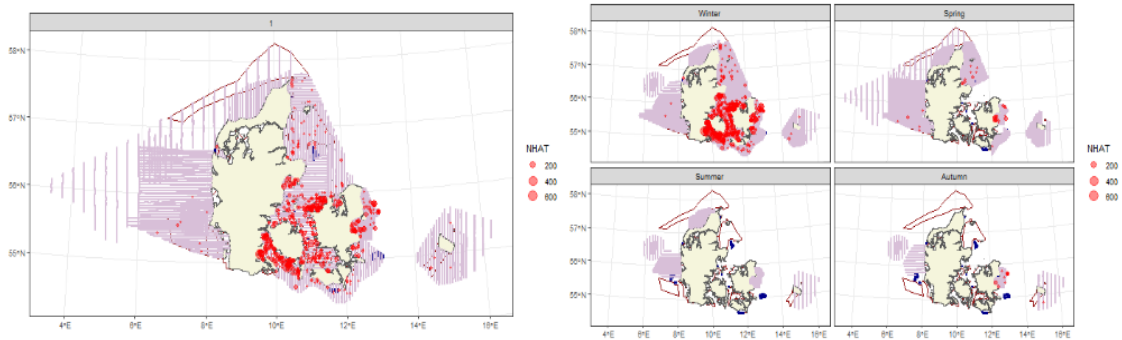 1
58°N
57°N
56°N
55°N
4°E 6°E 8°E 10°E 12°E 14°E 16°E
NHAT
200
400
600
Winter Spring
58°N
57°N
56°N
55°N
Summer Autumn
58°N
57°N
56°N
55°N
4°E 6°E 8°E 10°E 12°E 14°E 16°E 4°E 6°E 8°E 10°E 12°E 14°E 16°E
NHAT
200
400
600